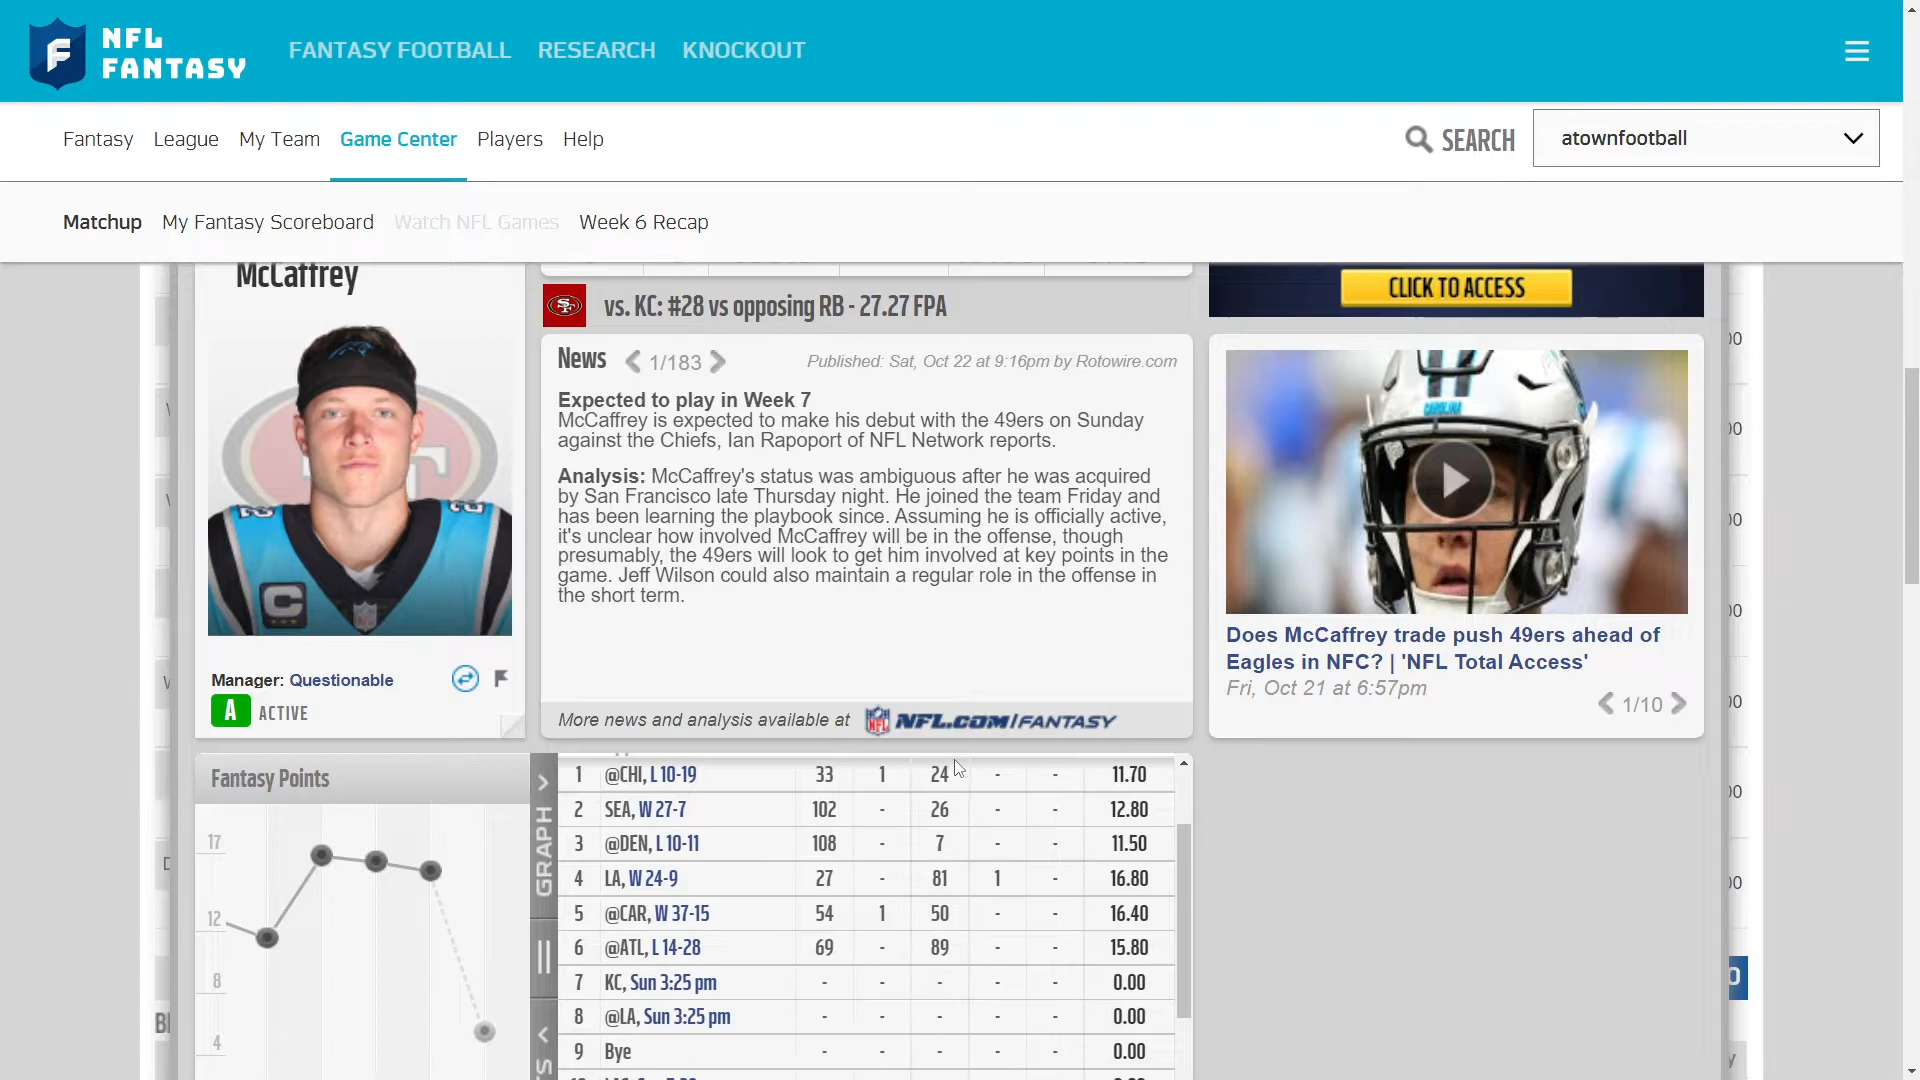 NFL
FANTASY
FANTASY FOOTBALL RESEARCH KNOCKOUT
Fantasy League My Team Game Center Players Help
SEARCH
atownfootball
Matchup My Fantasy Scoreboard Watch NFL Games Week 6 Recap
McCaffrey
vs. KC: #28 vs opposing RB - 27.27 FPA
CLICK TO ACCESS
News 1/183 Published: Sat, Oct 22 at 9:16pm by Rotowire.com
Expected to play in Week 7
McCaffrey is expected to make his debut with the 49ers on Sunday
against the Chiefs, Ian Rapoport of NFL Network reports.
Analysis: McCaffrey's status was ambiguous after he was acquired
by San Francisco late Thursday night. He joined the team Friday and
has been learning the playbook since. Assuming he is officially active,
it's unclear how involved McCaffrey will be in the offense, though
presumably, the 49ers will look to get him involved at key points in the
game. Jeff Wilson could also maintain a regular role in the offense in
the short term.
More news and analysis available at NFL.COM/FANTASY
CAROLINA
Does McCaffrey trade push 49ers ahead of
Eagles in NFC? | 'NFL Total Access'
Fri, Oct 21 at 6:57pm
1/10
Manager: Questionable
A ACTIVE
Fantasy Points
17
12
8
4
GRAPH
1 @CHI, L 10-19 33 1 24 - - 11.70
2 SEA, W 27-7 102 - 26 - - 12.80
3 @DEN, L 10-11 108 - 7 - - 11.50
4 LA, W 24-9 27 - 81 1 - 16.80
5 @CAR, W 37-15 54 1 50 - - 16.40
6 @ATL, L 14-28 69 - 89 - - 15.80
7 KC, Sun 3:25 pm - - - - - 0.00
8 @LA, Sun 3:25 pm - - - - - 0.00
9 Bye - - - - - 0.00